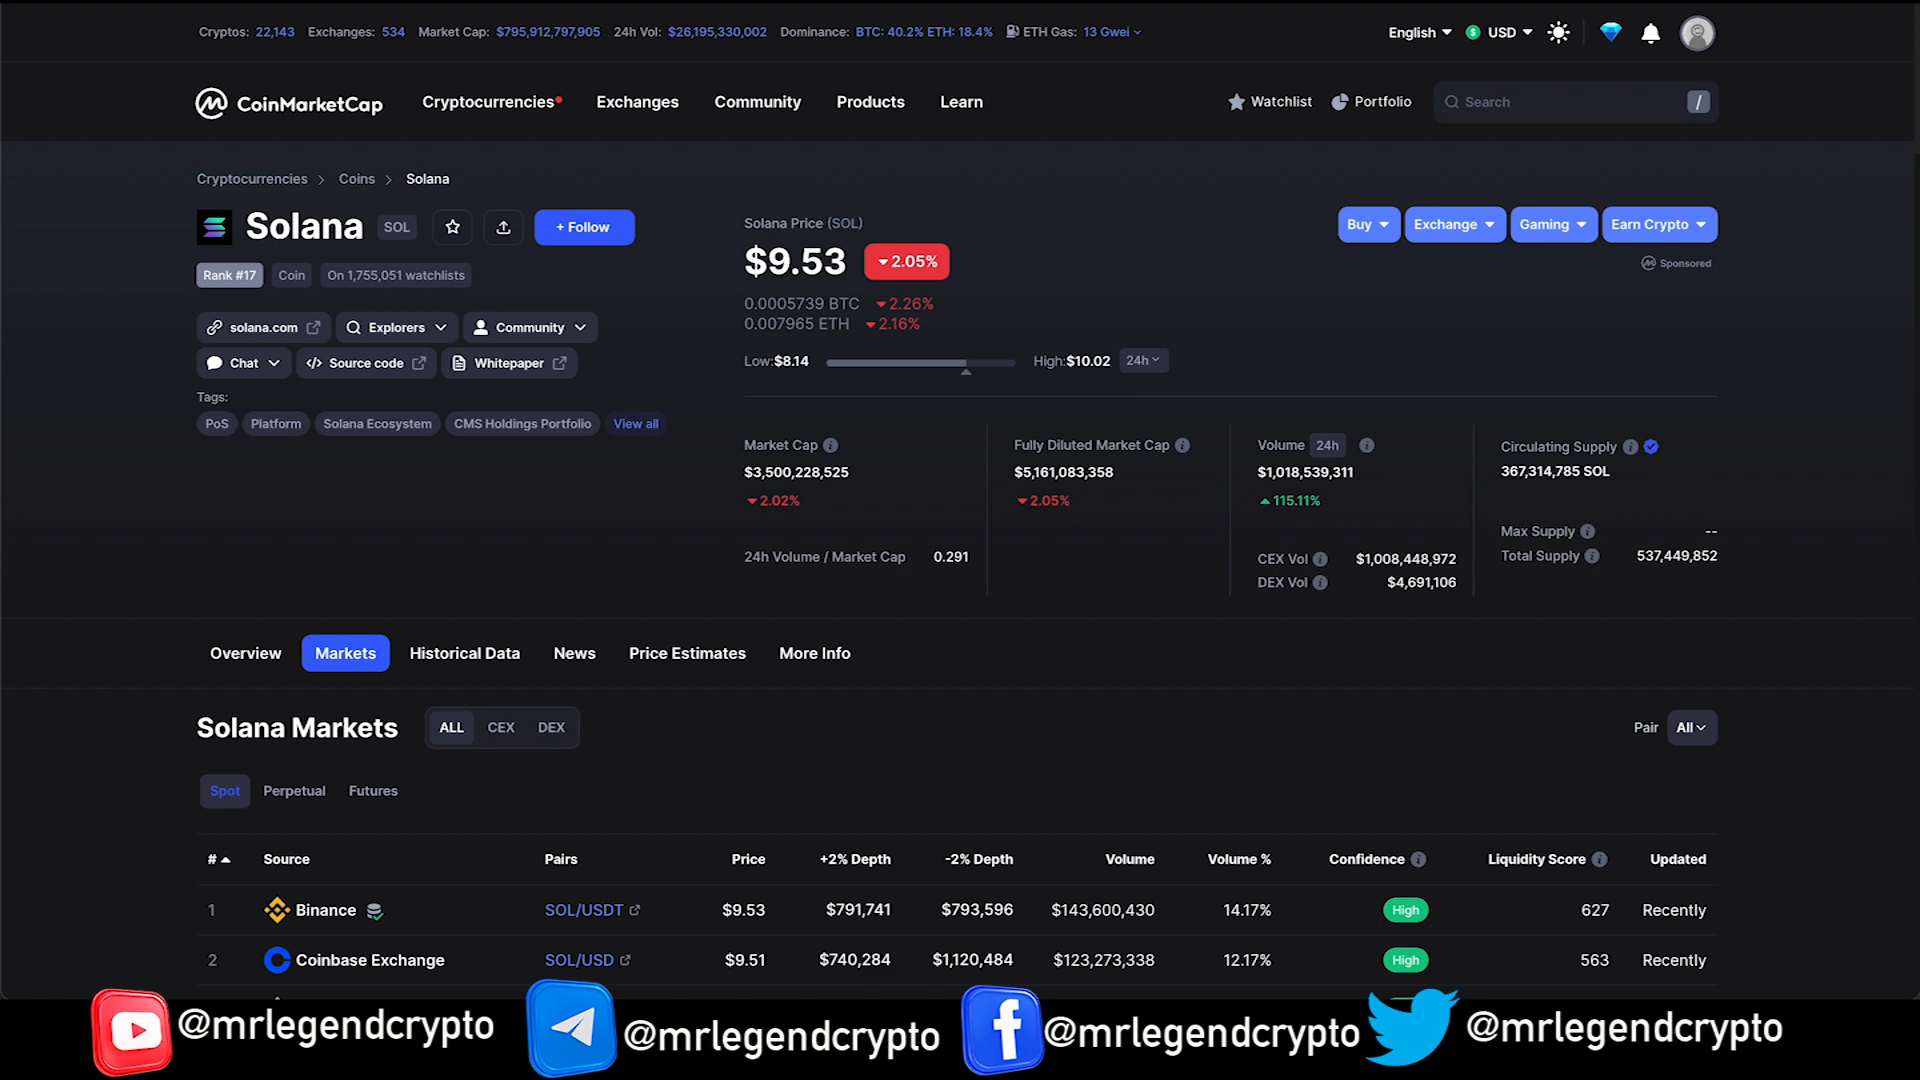 Cryptos: 22,143 Exchanges: 534 Market Cap: $795,912,797,905 24h Vol: $26,195,330,002 Dominance: BTC: 40.2% ETH: 18.4% ETH Gas: 13 Gwei
English USD
CoinMarketCap Cryptocurrencies Exchanges Community Products Learn Watchlist Portfolio Search /
Cryptocurrencies > Coins > Solana
Solana SOL + Follow
Rank #17 Coin On 1,755,051 watchlists
solana.com Explorers Community
Chat Source code Whitepaper
Tags:
PoS Platform Solana Ecosystem CMS Holdings Portfolio View all
Solana Price (SOL)
$9.53 2.05%
0.0005739 BTC 2.26%
0.007965 ETH 2.16%
Low:$8.14 High:$10.02 24h
Buy Exchange Gaming Earn Crypto
Sponsored
Market Cap
$3,500,228,525
2.02%
24h Volume / Market Cap 0.291
Fully Diluted Market Cap
$5,161,083,358
2.05%
Volume 24h
$1,018,539,311
115.11%
CEX Vol $1,008,448,972
DEX Vol $4,691,106
Circulating Supply
367,314,785 SOL
Max Supply --
Total Supply 537,449,852
Overview Markets Historical Data News Price Estimates More Info
Solana Markets ALL CEX DEX Pair All
Spot Perpetual Futures
# Source Pairs Price +2% Depth -2% Depth Volume Volume % Confidence Liquidity Score Updated
1 Binance SOL/USDT $9.53 $791,741 $793,596 $143,600,430 14.17% High 627 Recently
2 Coinbase Exchange SOL/USD $9.51 $740,284 $1,120,484 $123,273,338 12.17% High 563 Recently
@mrlegendcrypto @mrlegendcrypto @mrlegendcrypto @mrlegendcrypto